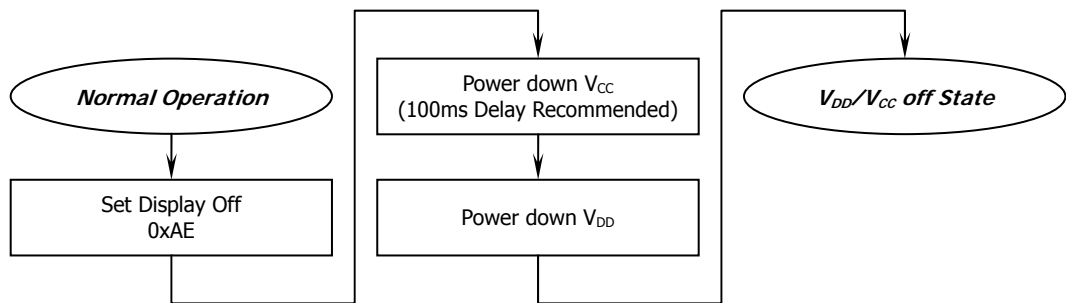 Normal Operation
Set Display Off
0xAE
Power down VCC
(100ms Delay Recommended)
Power down VDD
VDD/VCC off State